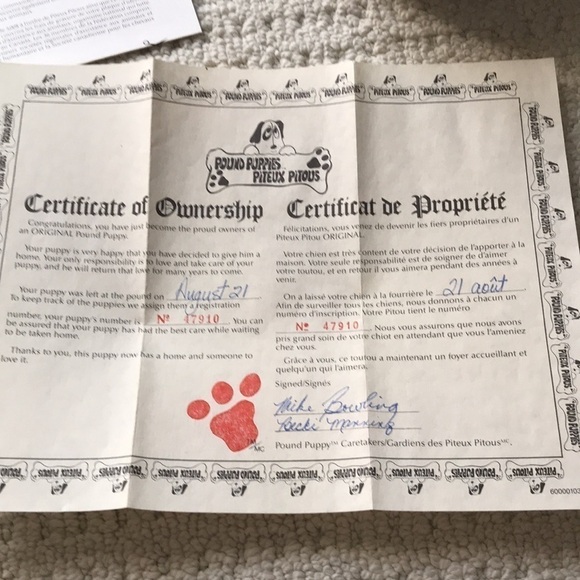 POUND PUPPIES
PITEUX PITOUS
Certificate of Ownership
Congratulations, you have just become the proud owners of
an ORIGINAL Pound Puppy.
Your puppy is very happy that you have decided to give him a
home. Your only responsibility is to love and take care of your
puppy, and he will return that love for many years to come.
Your puppy was left at the pound on August 21
To keep track of the puppies we assign them a registration
number, your puppy's number is Nº 47910 You can
be assured that your puppy has had the best care while waiting
to be taken home.
Thanks to you, this puppy now has a home and someone to
love it.
Certificat de Propriété
Félicitations, vous venez de devenir les fiers propriétaires d'un
Piteux Pitou ORIGINAL.
Votre chien est très content de votre décision de l'apporter à la
maison. Votre seule responsabilité est de soigner et d'aimer
votre toutou, et en retour il vous aimera pendant des années à
venir.
On a laissé votre chien à la fourrière le 21 août
Afin de surveiller tous les chiens, nous donnons à chacun un
numéro d'inscription. Votre Pitou tient le numéro
Nº 47910 Nous vous assurons que nous avons
pris grand soin de votre chiot en attendant que vous l'ameniez
chez vous.
Grâce à vous, ce toutou a maintenant un foyer accueillant et
quelqu'un qui l'aimera.
Signed/Signés
Mike Bowling
Pound Puppy™ Caretakers/Gardiens des Piteux Pitous™.
TM
MC
6000010